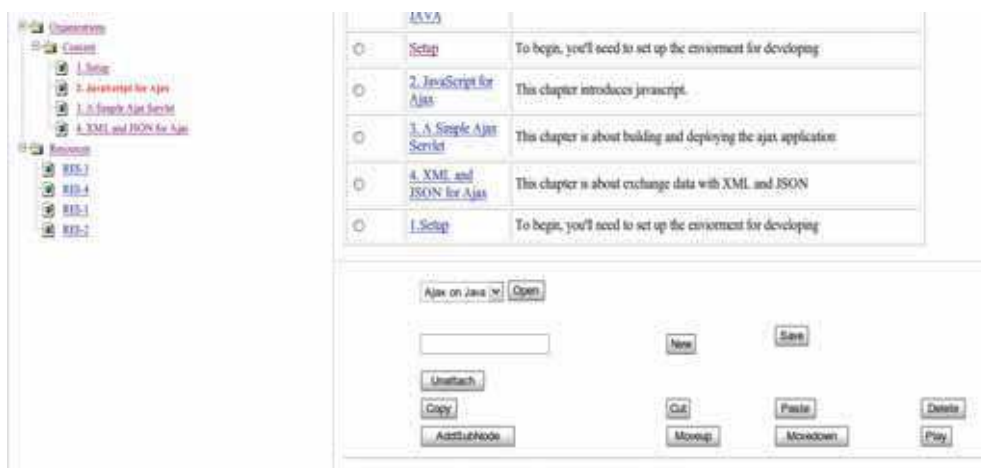 Organizations
Content
1.Setup
2. JavaScript for Ajax
3. A Simple Ajax Servlet
4. XML and JSON for Ajax
Resources
RES-3
RES-4
RES-1
RES-2
JAVA
Setup To begin, you'll need to set up the enviorment for developing
2. JavaScript for
Ajax
This chapter introduces javascript.
3. A Simple Ajax
Servlet
This chapter is about building and deploying the ajax application
4. XML and
JSON for Ajax
This chapter is about exchange data with XML and JSON
1.Setup To begin, you'll need to set up the enviorment for developing
Ajax on Java Open
New Save
Unattach
Copy Cut Paste Delete
AddSubNode Moveup Movedown Play